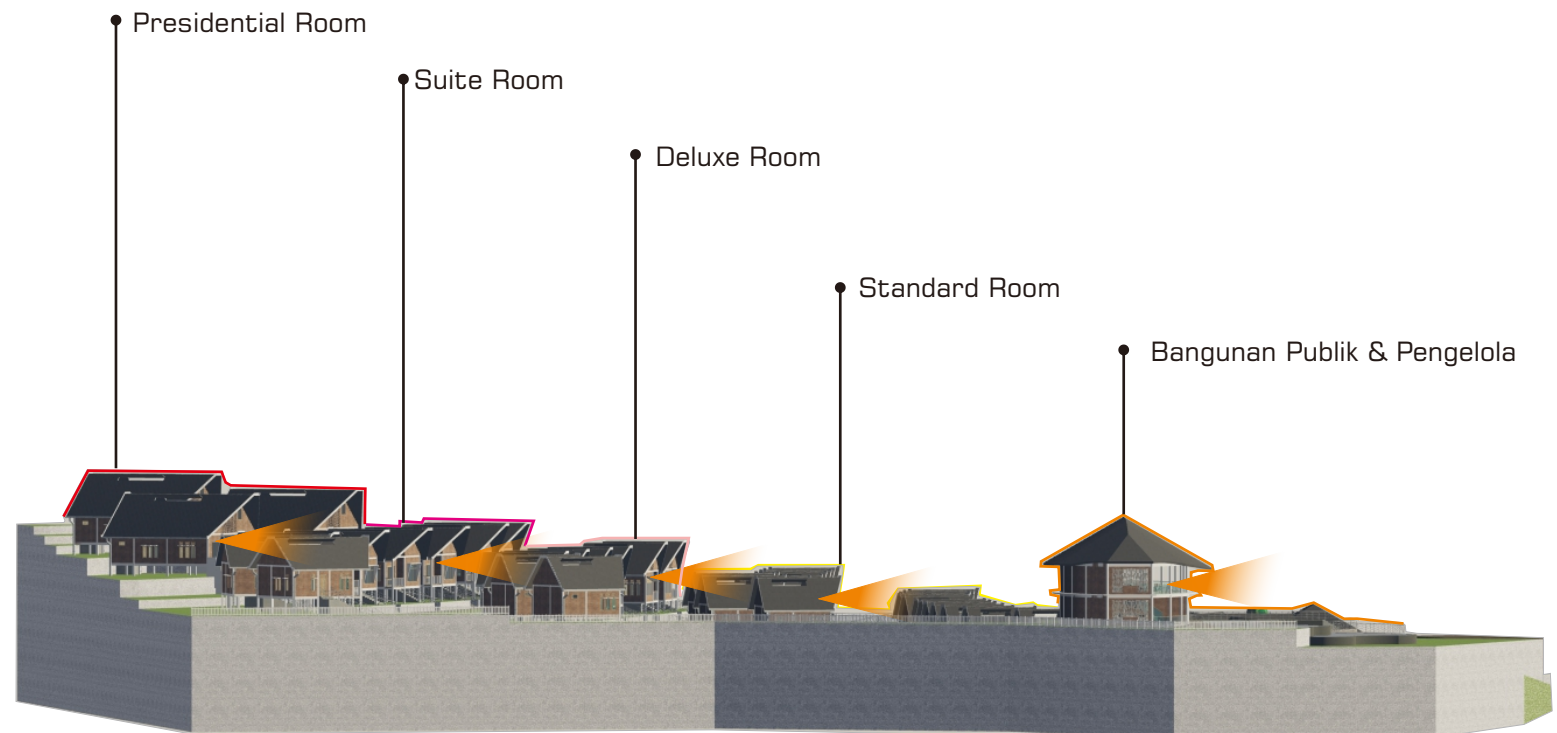 Presidential Room
Suite Room
Deluxe Room
Standard Room
Bangunan Publik & Pengelola